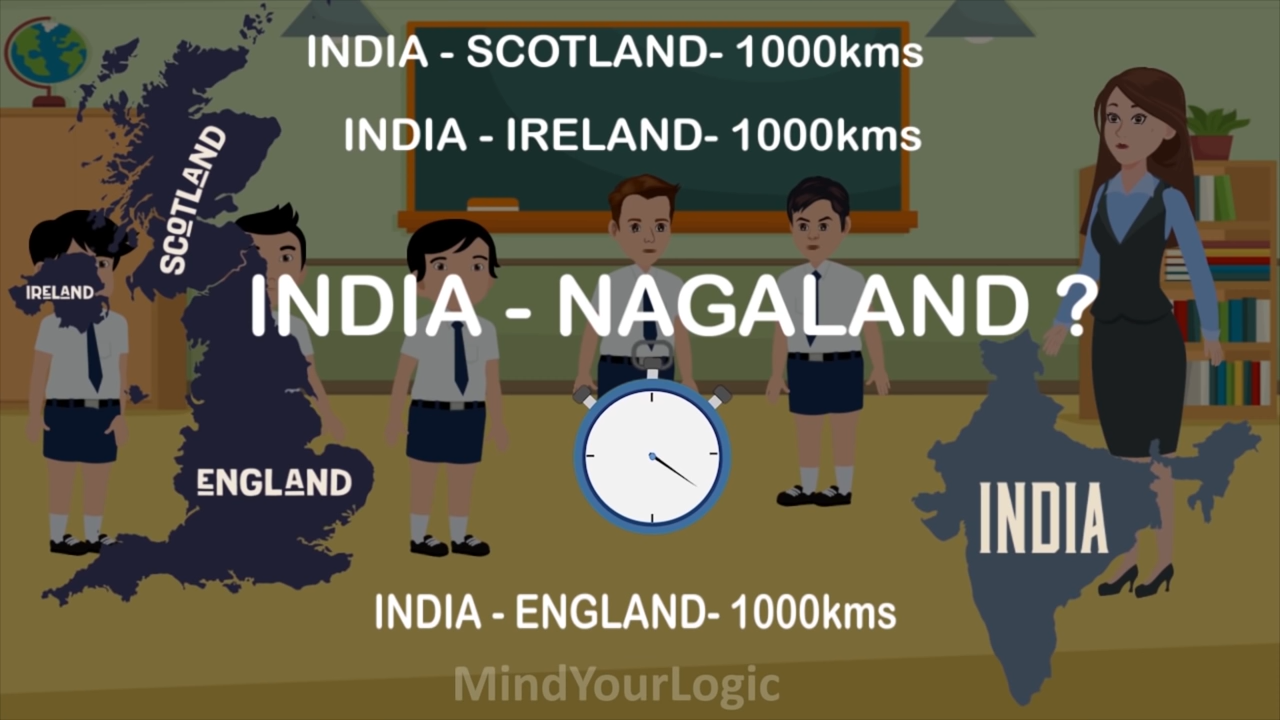 INDIA - SCOTLAND- 1000kms
INDIA - IRELAND- 1000kms
SCOTLAND
IRELAND
INDIA - NAGALAND ?
ENGLAND
INDIA
INDIA - ENGLAND- 1000kms
MindYourLogic